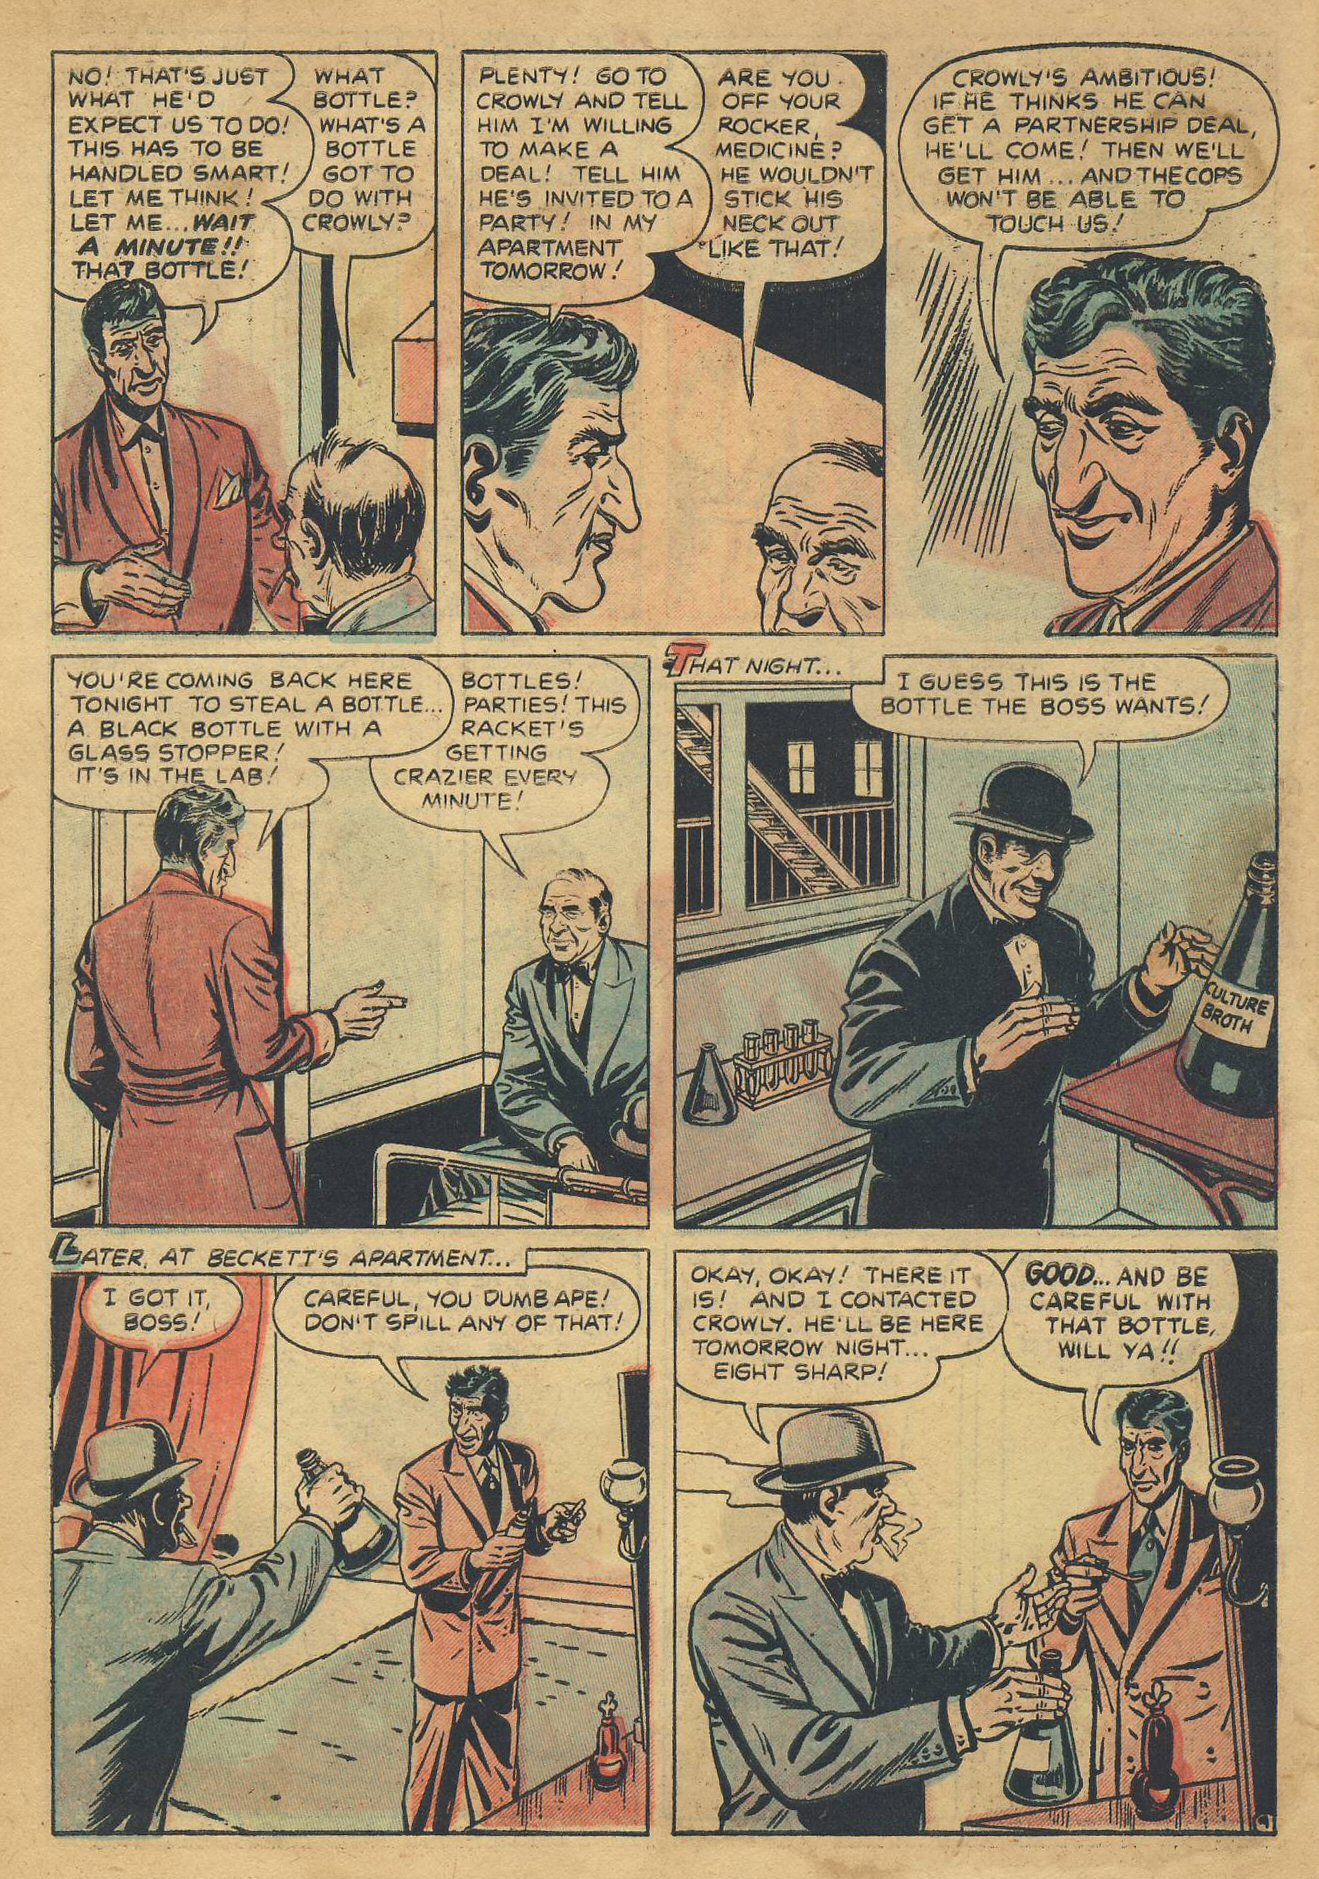 NO! THAT'S JUST
WHAT HE'D
EXPECT US TO DO!
THIS HAS TO BE
HANDLED SMART!
LET ME THINK!
LET ME... WAIT
A MINUTE!!
THAT BOTTLE!
WHAT
BOTTLE?
WHAT'S A
BOTTLE
GOT TO
DO WITH
CROWLY?
PLENTY! GO TO
CROWLY AND TELL
HIM I'M WILLING
TO MAKE A
DEAL! TELL HIM
HE'S INVITED TO A
PARTY! IN MY
APARTMENT
TOMORROW!
ARE YOU
OFF YOUR
ROCKER,
MEDICINE?
HE WOULDN'T
STICK HIS
NECK OUT
LIKE THAT!
CROWLY'S AMBITIOUS!
IF HE THINKS HE CAN
GET A PARTNERSHIP DEAL,
HE'LL COME! THEN WE'LL
GET HIM... AND THE COPS
WON'T BE ABLE TO
TOUCH US!
YOU'RE COMING BACK HERE
TONIGHT TO STEAL A BOTTLE...
A BLACK BOTTLE WITH A
GLASS STOPPER!
IT'S IN THE LAB!
BOTTLES!
PARTIES! THIS
RACKET'S
GETTING
CRAZIER EVERY
MINUTE!
THAT NIGHT...
I GUESS THIS IS THE
BOTTLE THE BOSS WANTS!
CULTURE
BROTH
LATER, AT BECKETT'S APARTMENT...
I GOT IT,
BOSS!
CAREFUL, YOU DUMB APE!
DON'T SPILL ANY OF THAT!
OKAY, OKAY! THERE IT
IS! AND I CONTACTED
CROWLY. HE'LL BE HERE
TOMORROW NIGHT...
EIGHT SHARP!
GOOD... AND BE
CAREFUL WITH
THAT BOTTLE,
WILL YA!!